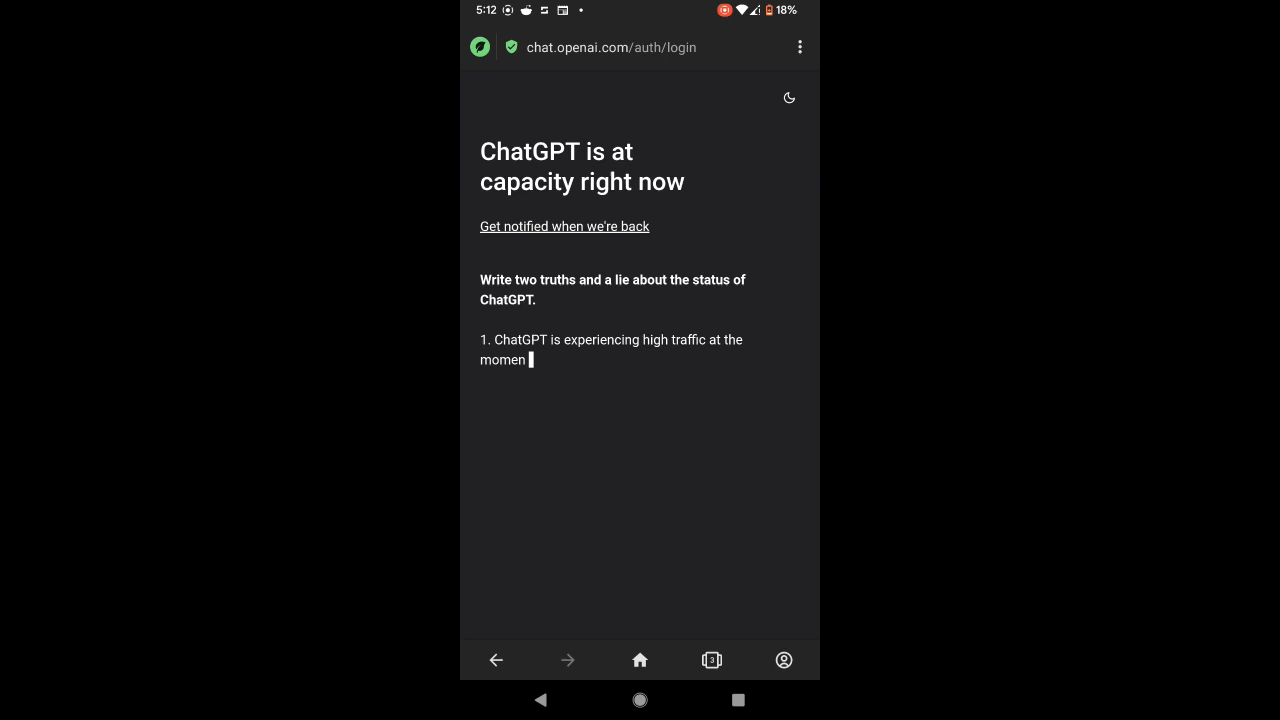 5:12
18%
chat.openai.com/auth/login
ChatGPT is at
capacity right now
Get notified when we're back
Write two truths and a lie about the status of
ChatGPT.
1. ChatGPT is experiencing high traffic at the
momen
3